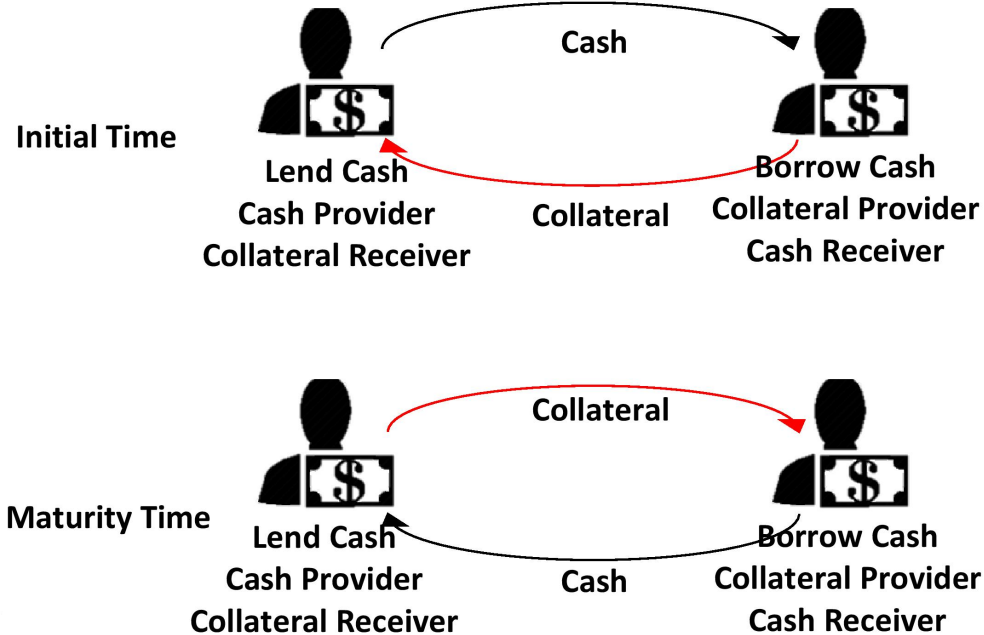 Cash
$
$
Initial Time
Lend Cash
Cash Provider
Collateral Receiver
Collateral
Borrow Cash
Collateral Provider
Cash Receiver
Collateral
$
$
Maturity Time
Lend Cash
Cash Provider
Collateral Receiver
Cash
Borrow Cash
Collateral Provider
Cash Receiver